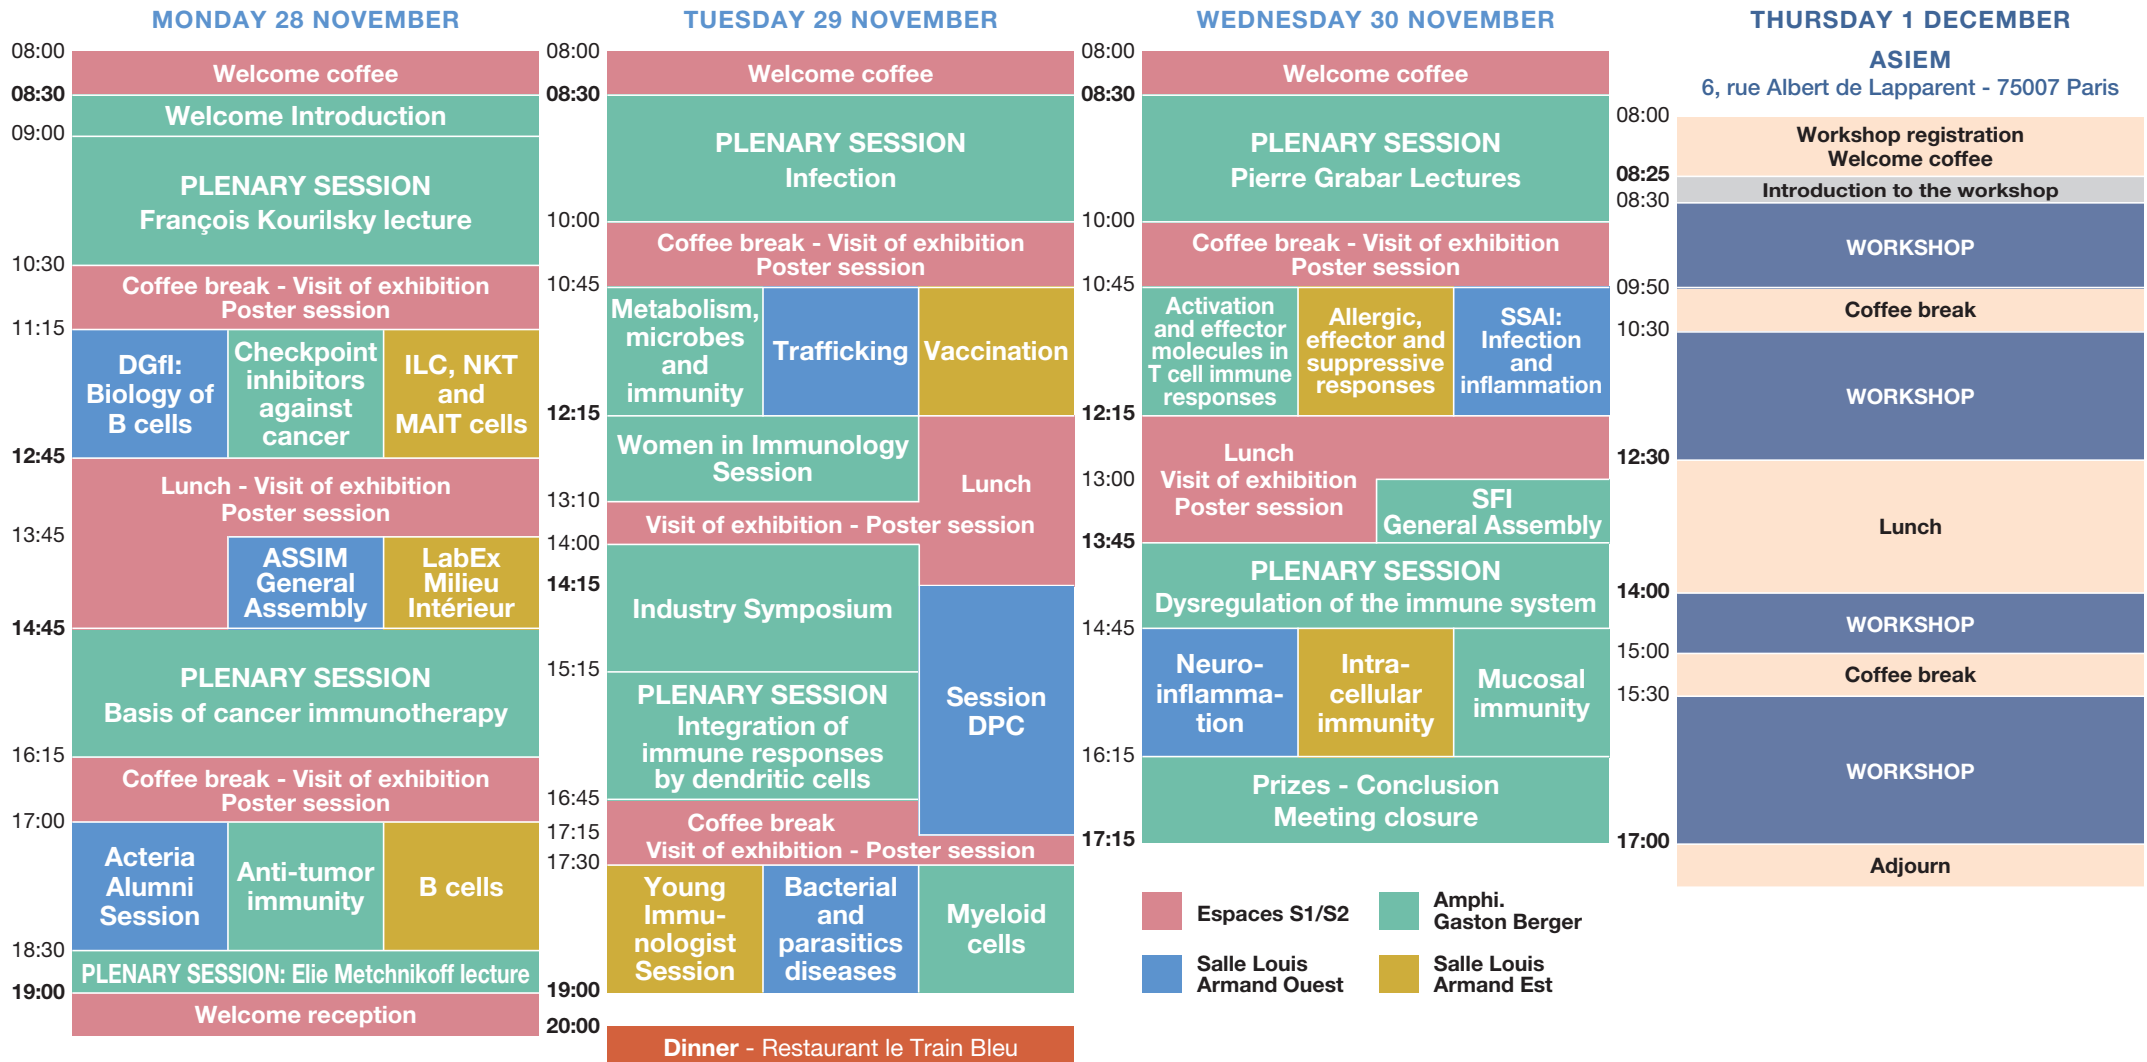 MONDAY 28 NOVEMBER
08:00
Welcome coffee
08:30
Welcome Introduction
09:00
PLENARY SESSION
François Kourilsky lecture
10:30
Coffee break - Visit of exhibition
Poster session
11:15
DGfI:
Biology of
B cells
Checkpoint
inhibitors
against
cancer
ILC, NKT
and
MAIT cells
12:45
Lunch - Visit of exhibition
Poster session
13:45
ASSIM
General
Assembly
LabEx
Milieu
Intérieur
14:45
PLENARY SESSION
Basis of cancer immunotherapy
16:15
Coffee break - Visit of exhibition
Poster session
17:00
Acteria
Alumni
Session
Anti-tumor
immunity
B cells
18:30
PLENARY SESSION: Elie Metchnikoff lecture
19:00
Welcome reception
TUESDAY 29 NOVEMBER
08:00
Welcome coffee
08:30
PLENARY SESSION
Infection
10:00
Coffee break - Visit of exhibition
Poster session
10:45
Metabolism,
microbes
and
immunity
Trafficking
Vaccination
12:15
Women in Immunology
Session
Lunch
13:10
Visit of exhibition - Poster session
14:00
Industry Symposium
14:15
Session
DPC
15:15
PLENARY SESSION
Integration of
immune responses
by dendritic cells
16:45
Coffee break
17:15
Visit of exhibition - Poster session
17:30
Young
Immu-
nologist
Session
Bacterial
and
parasitics
diseases
Myeloid
cells
19:00
20:00
Dinner - Restaurant le Train Bleu
WEDNESDAY 30 NOVEMBER
08:00
Welcome coffee
08:30
PLENARY SESSION
Pierre Grabar Lectures
10:00
Coffee break - Visit of exhibition
Poster session
10:45
Activation
and effector
molecules in
T cell immune
responses
Allergic,
effector and
suppressive
responses
SSAI:
Infection
and
inflammation
12:15
Lunch
Visit of exhibition
Poster session
13:00
SFI
General Assembly
13:45
PLENARY SESSION
Dysregulation of the immune system
14:45
Neuro-
inflamma-
tion
Intra-
cellular
immunity
Mucosal
immunity
16:15
Prizes - Conclusion
Meeting closure
17:15
Espaces S1/S2
Amphi.
Gaston Berger
Salle Louis
Armand Ouest
Salle Louis
Armand Est
THURSDAY 1 DECEMBER
ASIEM
6, rue Albert de Lapparent - 75007 Paris
08:00
Workshop registration
Welcome coffee
08:25
Introduction to the workshop
08:30
WORKSHOP
09:50
Coffee break
10:30
WORKSHOP
12:30
Lunch
14:00
WORKSHOP
15:00
Coffee break
15:30
WORKSHOP
17:00
Adjourn